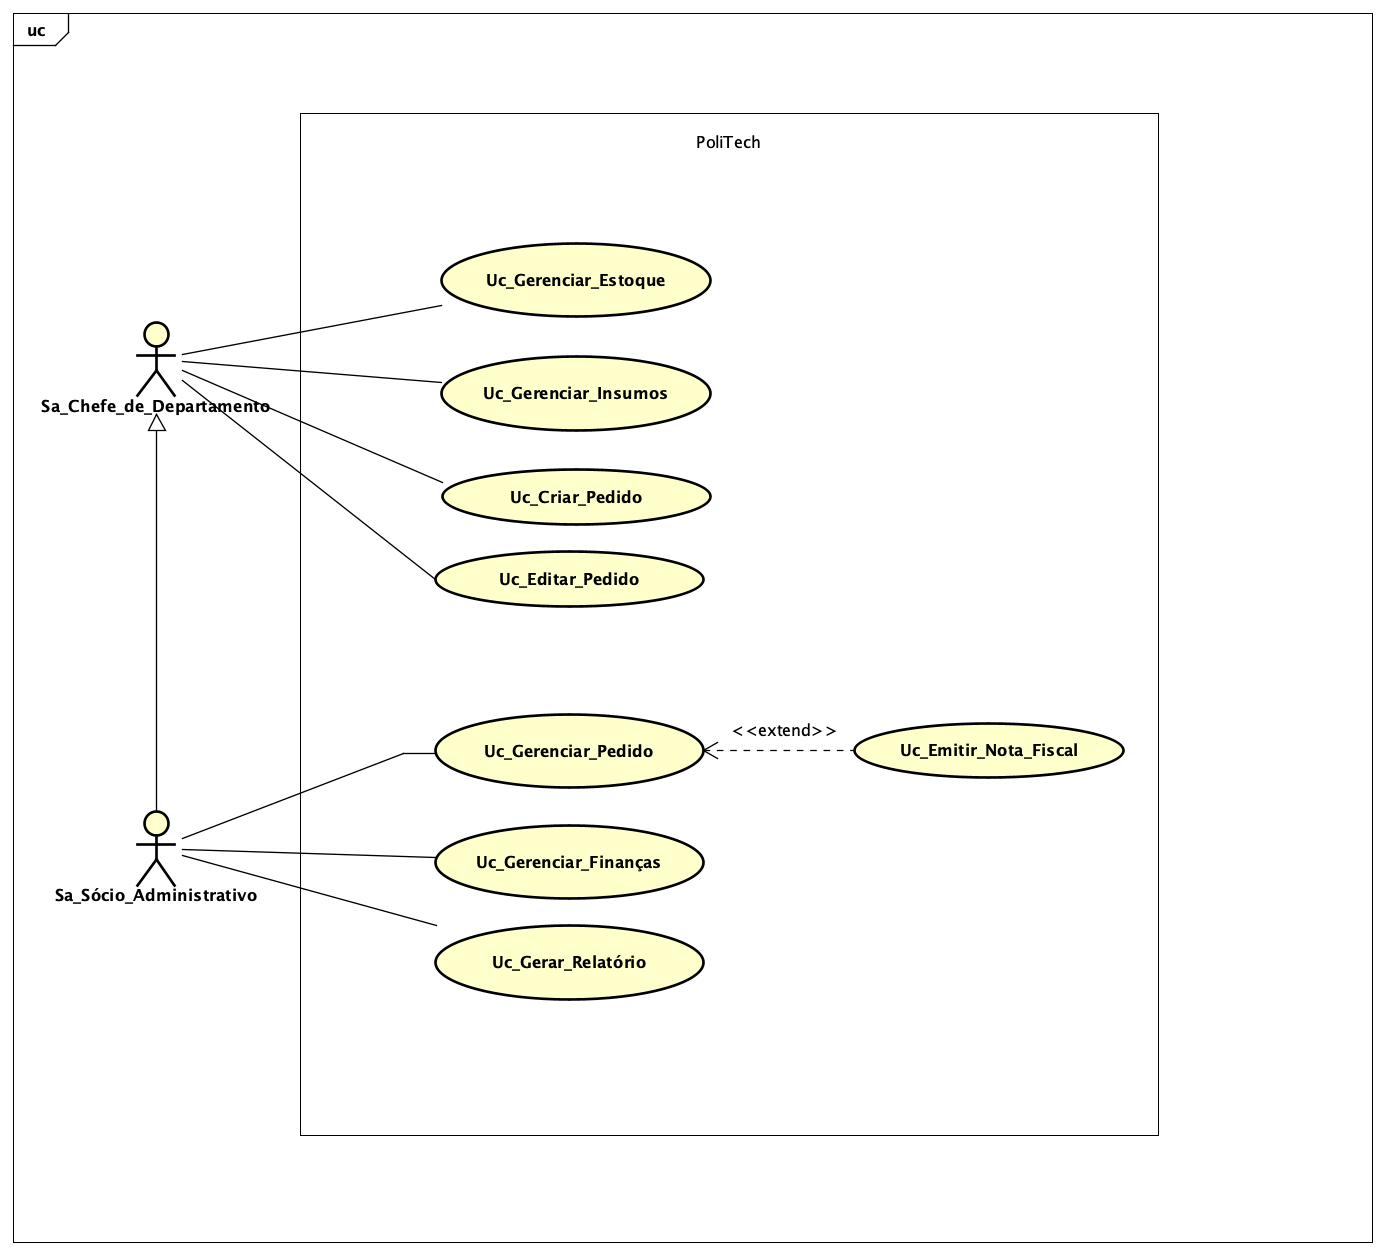 uc
PoliTech
Uc_Gerenciar_Estoque
Uc_Gerenciar_Insumos
Sa_Chefe_de_Departamento
Uc_Criar_Pedido
Uc_Editar_Pedido
<<extend>>
Uc_Gerenciar_Pedido
Uc_Emitir_Nota_Fiscal
Uc_Gerenciar_Finanças
Sa_Sócio_Administrativo
Uc_Gerar_Relatório